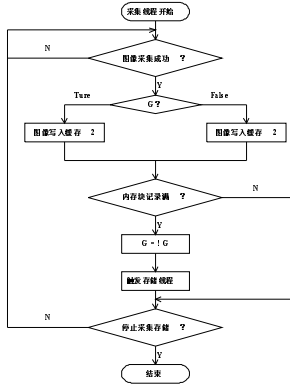 采集线程开始
N
图像采集成功 ?
Y
Ture
False
G?
图像写入缓存 2
图像写入缓存 2
内存块记录满 ?
N
Y
G=!G
触发存储线程
N
停止采集存储 ?
Y
结束